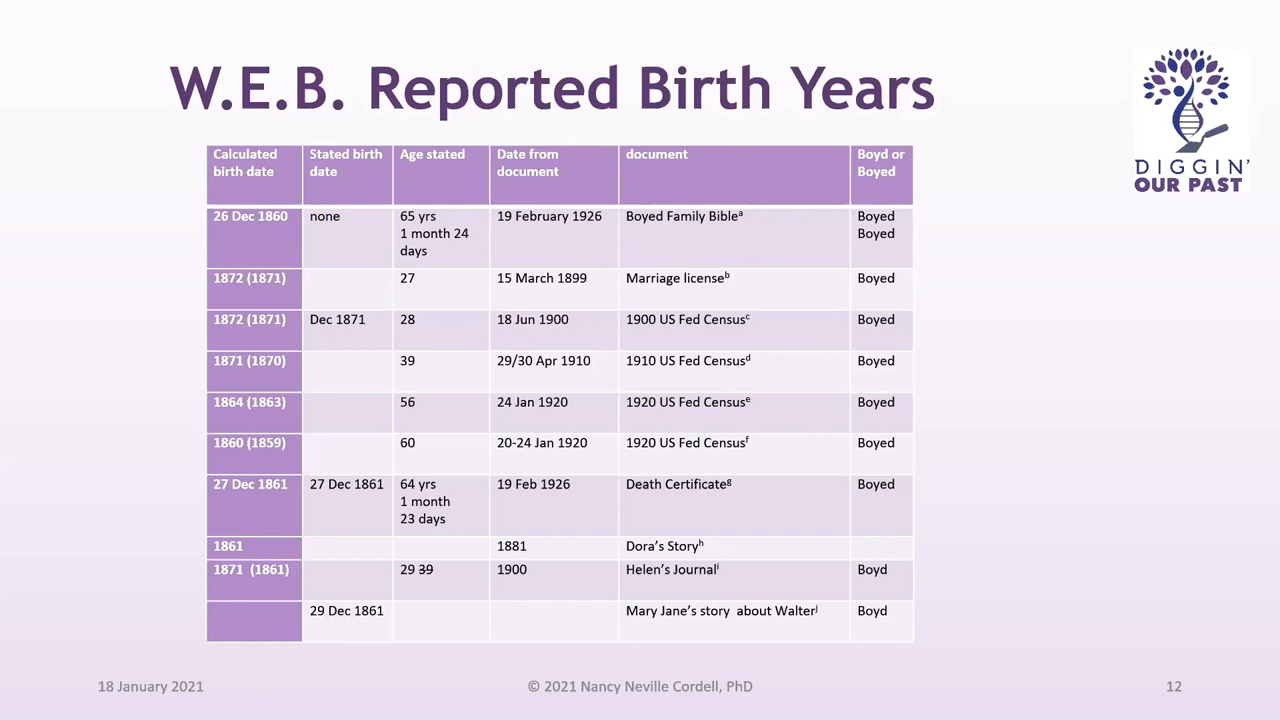 W.E.B. Reported Birth Years
DIGGIN'
OUR PAST
Calculated birth date | Stated birth date | Age stated | Date from document | document | Boyd or Boyed
26 Dec 1860 | none | 65 yrs 1 month 24 days | 19 February 1926 | Boyed Family Bibleᵃ | Boyed Boyed
1872 (1871) | | 27 | 15 March 1899 | Marriage licenseᵇ | Boyed
1872 (1871) | Dec 1871 | 28 | 18 Jun 1900 | 1900 US Fed Censusᶜ | Boyed
1871 (1870) | | 39 | 29/30 Apr 1910 | 1910 US Fed Censusᵈ | Boyed
1864 (1863) | | 56 | 24 Jan 1920 | 1920 US Fed Censusᵉ | Boyed
1860 (1859) | | 60 | 20-24 Jan 1920 | 1920 US Fed Censusᶠ | Boyed
27 Dec 1861 | 27 Dec 1861 | 64 yrs 1 month 23 days | 19 Feb 1926 | Death Certificateᵍ | Boyed
1861 | | | 1881 | Dora's Storyʰ |
1871 (1861) | | 29 ~~39~~ | 1900 | Helen's Journalⁱ | Boyd
| 29 Dec 1861 | | | Mary Jane's story about Walterʲ | Boyd
18 January 2021
© 2021 Nancy Neville Cordell, PhD
12